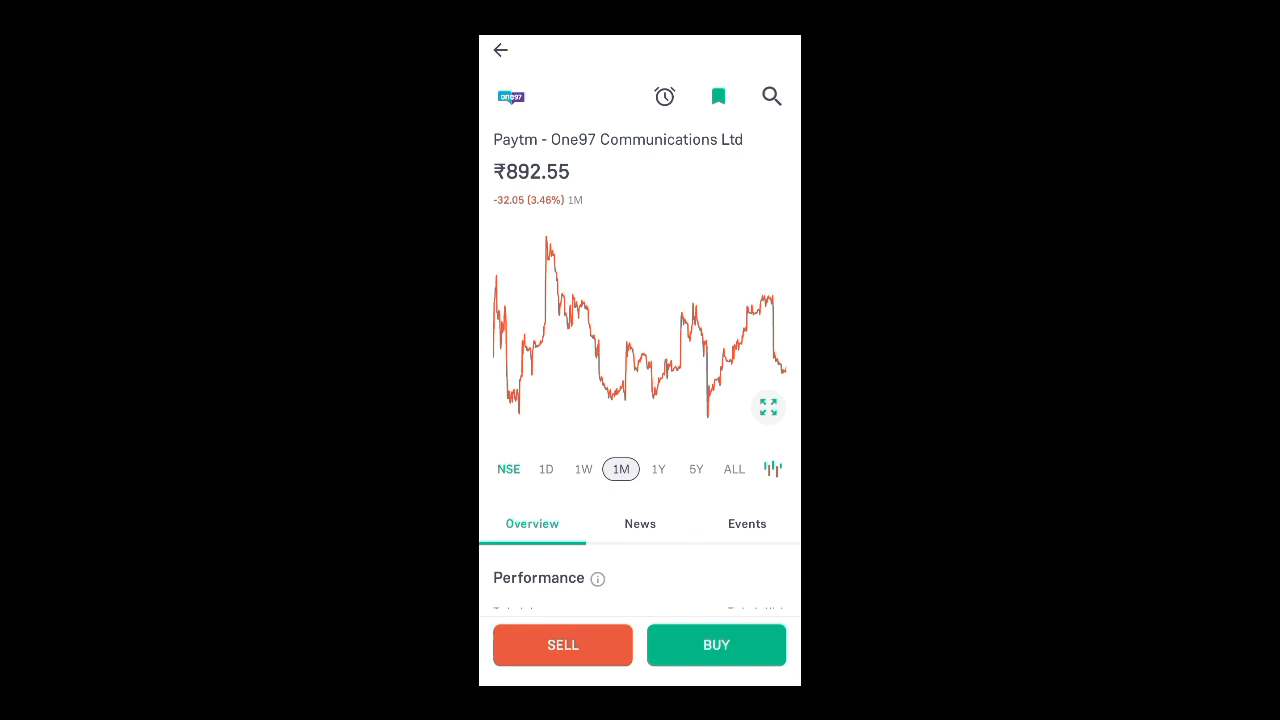 one97
Paytm - One97 Communications Ltd
₹892.55
-32.05 (3.46%) 1M
NSE 1D 1W 1M 1Y 5Y ALL
Overview News Events
Performance
SELL BUY